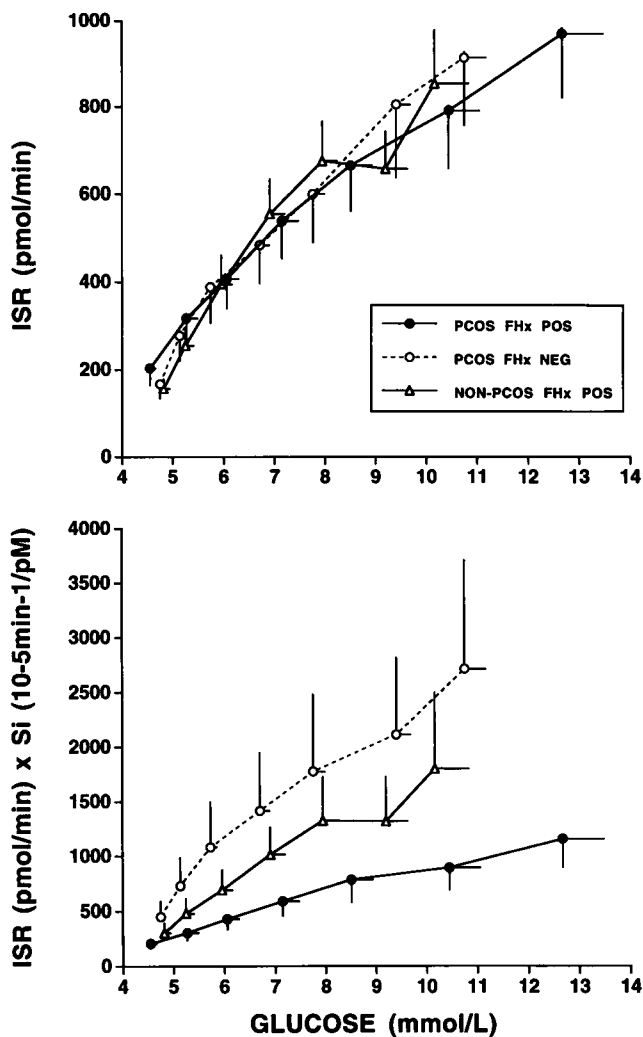 ISR (pmol/min)
1000
800
600
400
200
0
PCOS FHx POS
PCOS FHx NEG
NON-PCOS FHx POS
4 5 6 7 8 9 10 11 12 13 14
ISR (pmol/min) x Si (10-5min-1/pM)
4000
3500
3000
2500
2000
1500
1000
500
0
4 5 6 7 8 9 10 11 12 13 14
GLUCOSE (mmol/L)